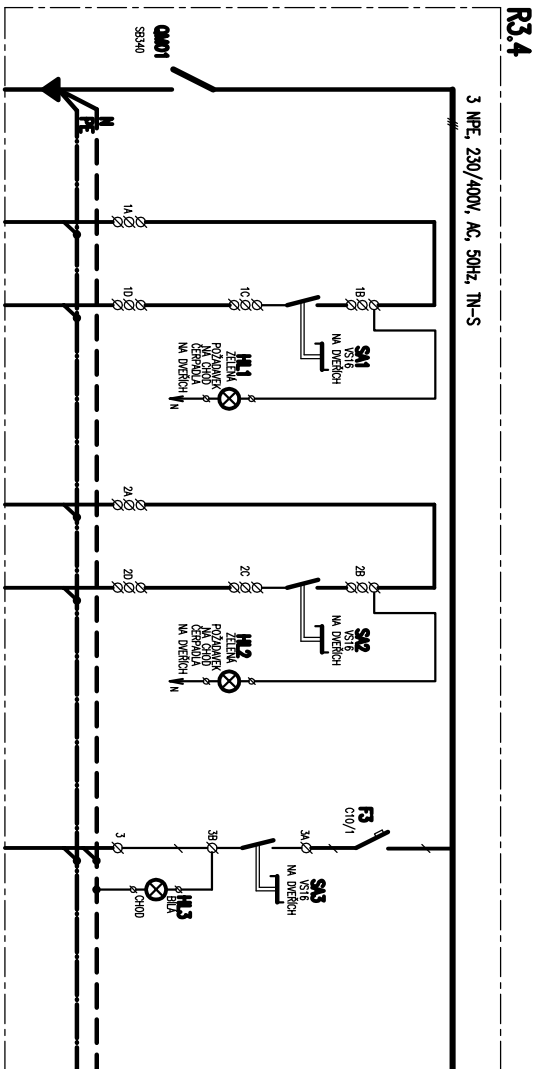 R3.4
3 NPE, 230/400V, AC, 50Hz, TN-S
QM01
SB340
N
PE
1A
1B
1C
1D
SA1
VS16
NA DVEŘÍCH
HL1
ZELENÁ
POŽADAVEK
NA CHOD
ČERPADLA
NA DVEŘÍCH
N
2A
2B
2C
2D
SA2
VS16
NA DVEŘÍCH
HL2
ZELENÁ
POŽADAVEK
NA CHOD
ČERPADLA
NA DVEŘÍCH
N
F3
C10/1
3A
SA3
VS16
NA DVEŘÍCH
3B
3
HL3
BÍLÁ
CHOD